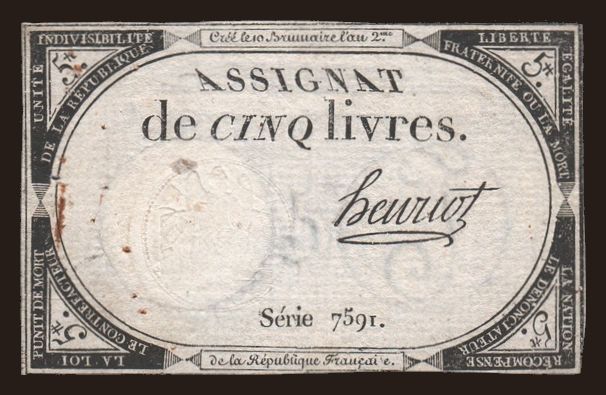 Créé le 10 Brumaire l'an 2.me
UNITÉ
INDIVISIBILITÉ
DE LA RÉPUBLIQUE
5#
LIBERTÉ
ÉGALITÉ
FRATERNITÉ OU LA MORT
5#
ASSIGNAT
de CINQ livres.
henriot
Série 7591.
PUNIT DE MORT
LE CONTREFACTEUR
LA LOI
5#
LA NATION
LE DÉNONCIATEUR
RÉCOMPENSE
5#
de la République Françai e.